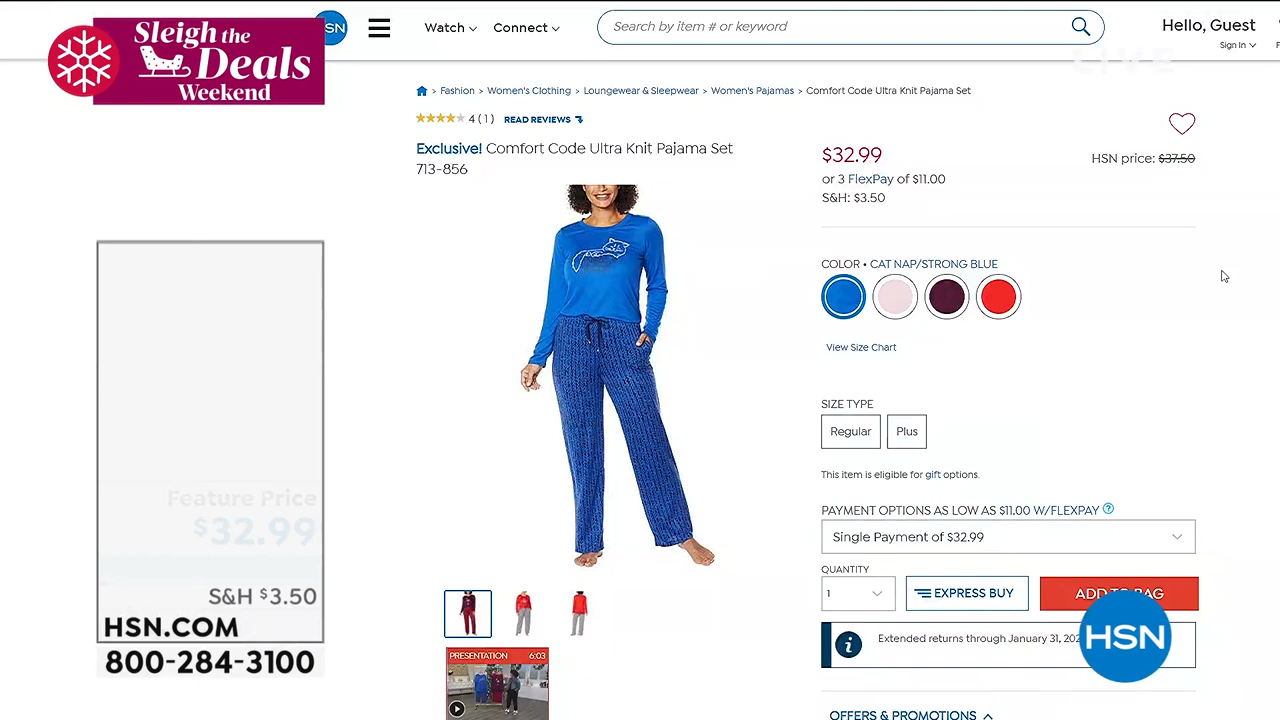 Sleigh the
Deals
Weekend
SN
Watch
Connect
Search by item # or keyword
Hello, Guest
Sign In
LIVE
> Fashion > Women's Clothing > Loungewear & Sleepwear > Women's Pajamas > Comfort Code Ultra Knit Pajama Set
4 (1) READ REVIEWS
Exclusive! Comfort Code Ultra Knit Pajama Set
713-856
$32.99
HSN price: $37.50
or 3 FlexPay of $11.00
S&H: $3.50
COLOR • CAT NAP/STRONG BLUE
View Size Chart
SIZE TYPE
Regular
Plus
This item is eligible for gift options.
PAYMENT OPTIONS AS LOW AS $11.00 W/FLEXPAY ?
Single Payment of $32.99
QUANTITY
1
EXPRESS BUY
ADD TO BAG
Extended returns through January 31, 202
HSN
OFFERS & PROMOTIONS
PRESENTATION 6:03
Feature Price
$32.99
S&H $3.50
HSN.COM
800-284-3100